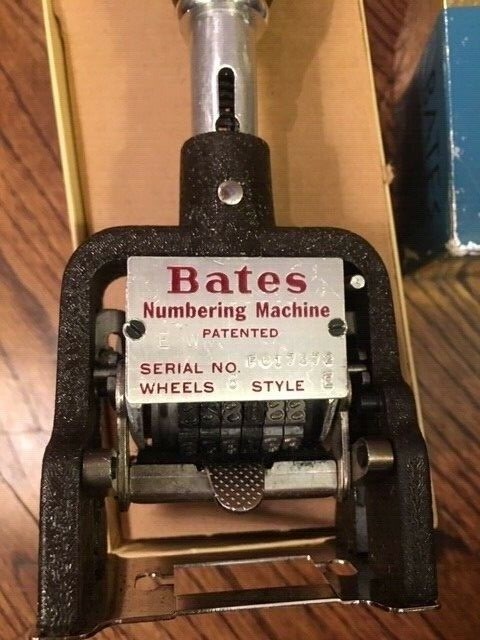 Bates
Numbering Machine
PATENTED
SERIAL NO.
WHEELS 6 STYLE E